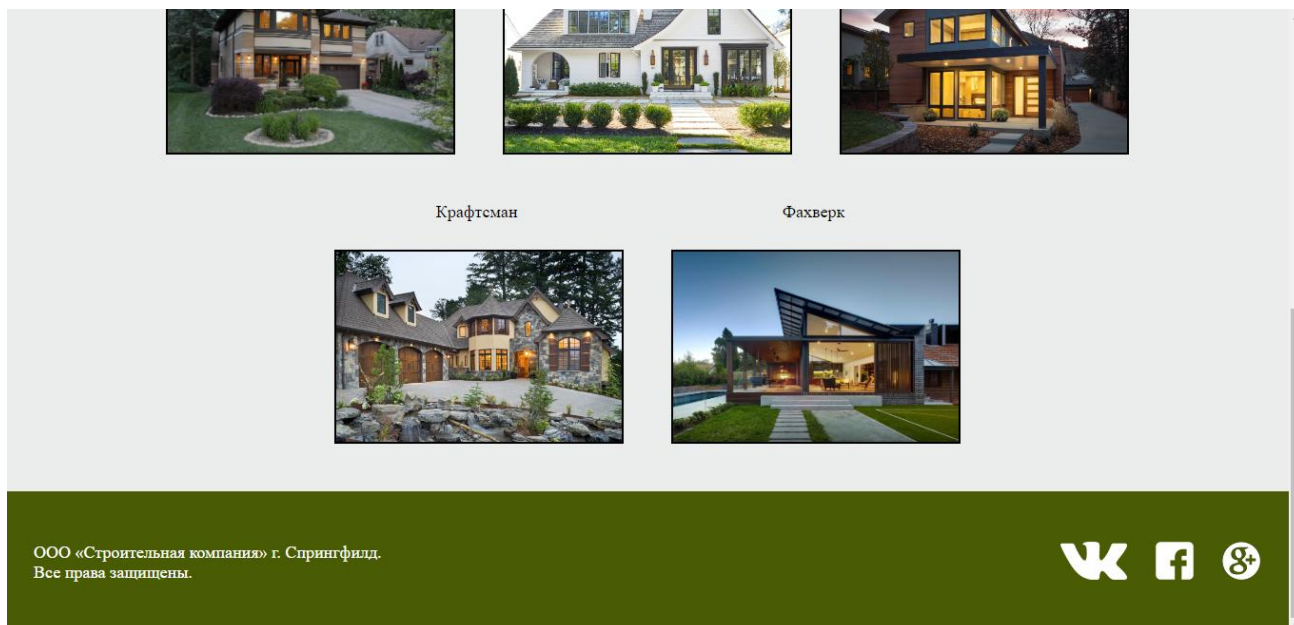 Крафтсман
Фахверк
ООО «Строительная компания» г. Спрингфилд.
Все права защищены.
g+